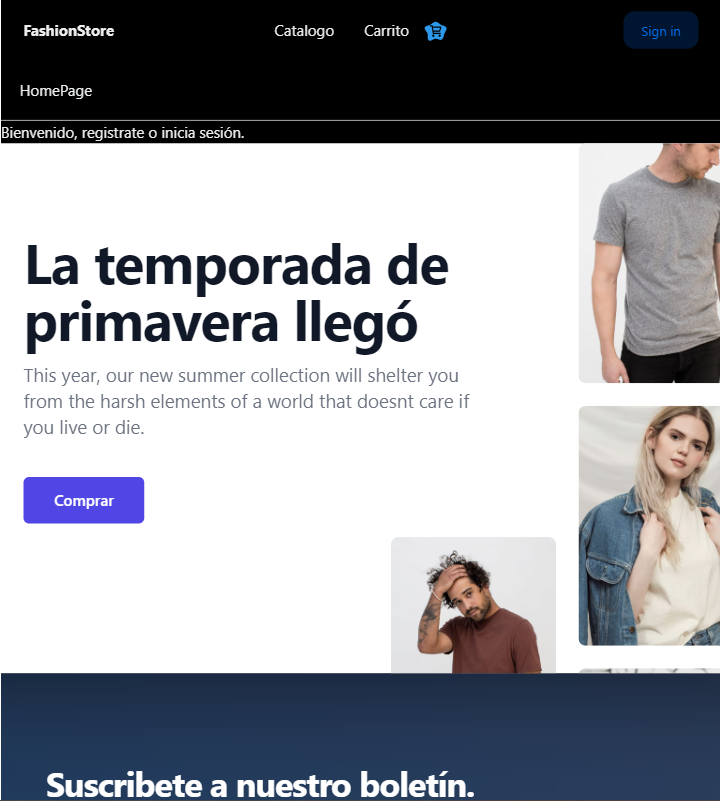 FashionStore
Catalogo
Carrito
Sign in
HomePage
Bienvenido, registrate o inicia sesión.
La temporada de
primavera llegó
This year, our new summer collection will shelter you
from the harsh elements of a world that doesnt care if
you live or die.
Comprar
Suscribete a nuestro boletín.